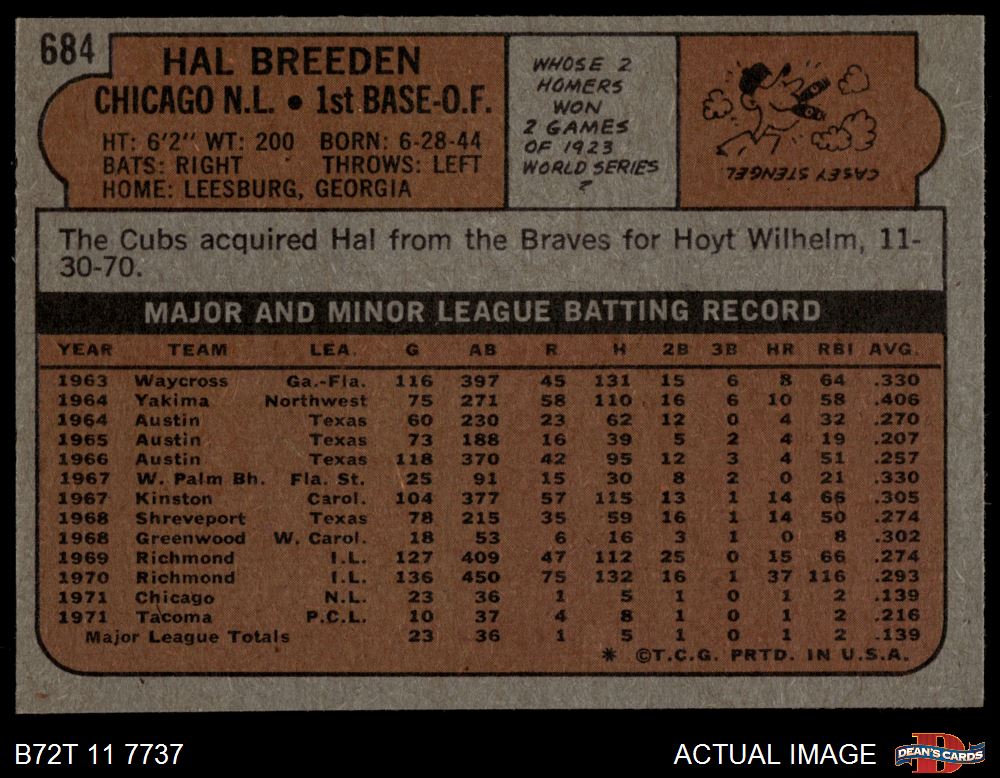 684
HAL BREEDEN
CHICAGO N.L. • 1st BASE-O.F.
HT: 6'2" WT: 200 BORN: 6-28-44
BATS: RIGHT THROWS: LEFT
HOME: LEESBURG, GEORGIA
WHOSE 2
HOMERS
WON
2 GAMES
OF 1923
WORLD SERIES
?
CASEY STENGEL
The Cubs acquired Hal from the Braves for Hoyt Wilhelm, 11-
30-70.
MAJOR AND MINOR LEAGUE BATTING RECORD
YEAR TEAM LEA. G AB R H 2B 3B HR RBI AVG.
1963 Waycross Ga.-Fla. 116 397 45 131 15 6 8 64 .330
1964 Yakima Northwest 75 271 58 110 16 6 10 58 .406
1964 Austin Texas 60 230 23 62 12 0 4 32 .270
1965 Austin Texas 73 188 16 39 5 2 4 19 .207
1966 Austin Texas 118 370 42 95 12 3 4 51 .257
1967 W. Palm Bh. Fla. St. 25 91 15 30 8 2 0 21 .330
1967 Kinston Carol. 104 377 57 115 13 1 14 66 .305
1968 Shreveport Texas 78 215 35 59 16 1 14 50 .274
1968 Greenwood W. Carol. 18 53 6 16 3 1 0 8 .302
1969 Richmond I.L. 127 409 47 112 25 0 15 66 .274
1970 Richmond I.L. 136 450 75 132 16 1 37 116 .293
1971 Chicago N.L. 23 36 1 5 1 0 1 2 .139
1971 Tacoma P.C.L. 10 37 4 8 1 0 1 2 .216
Major League Totals 23 36 1 5 1 0 1 2 .139
* ©T.C.G. PRTD. IN U.S.A.
B72T 11 7737
ACTUAL IMAGE
DEAN'S CARDS